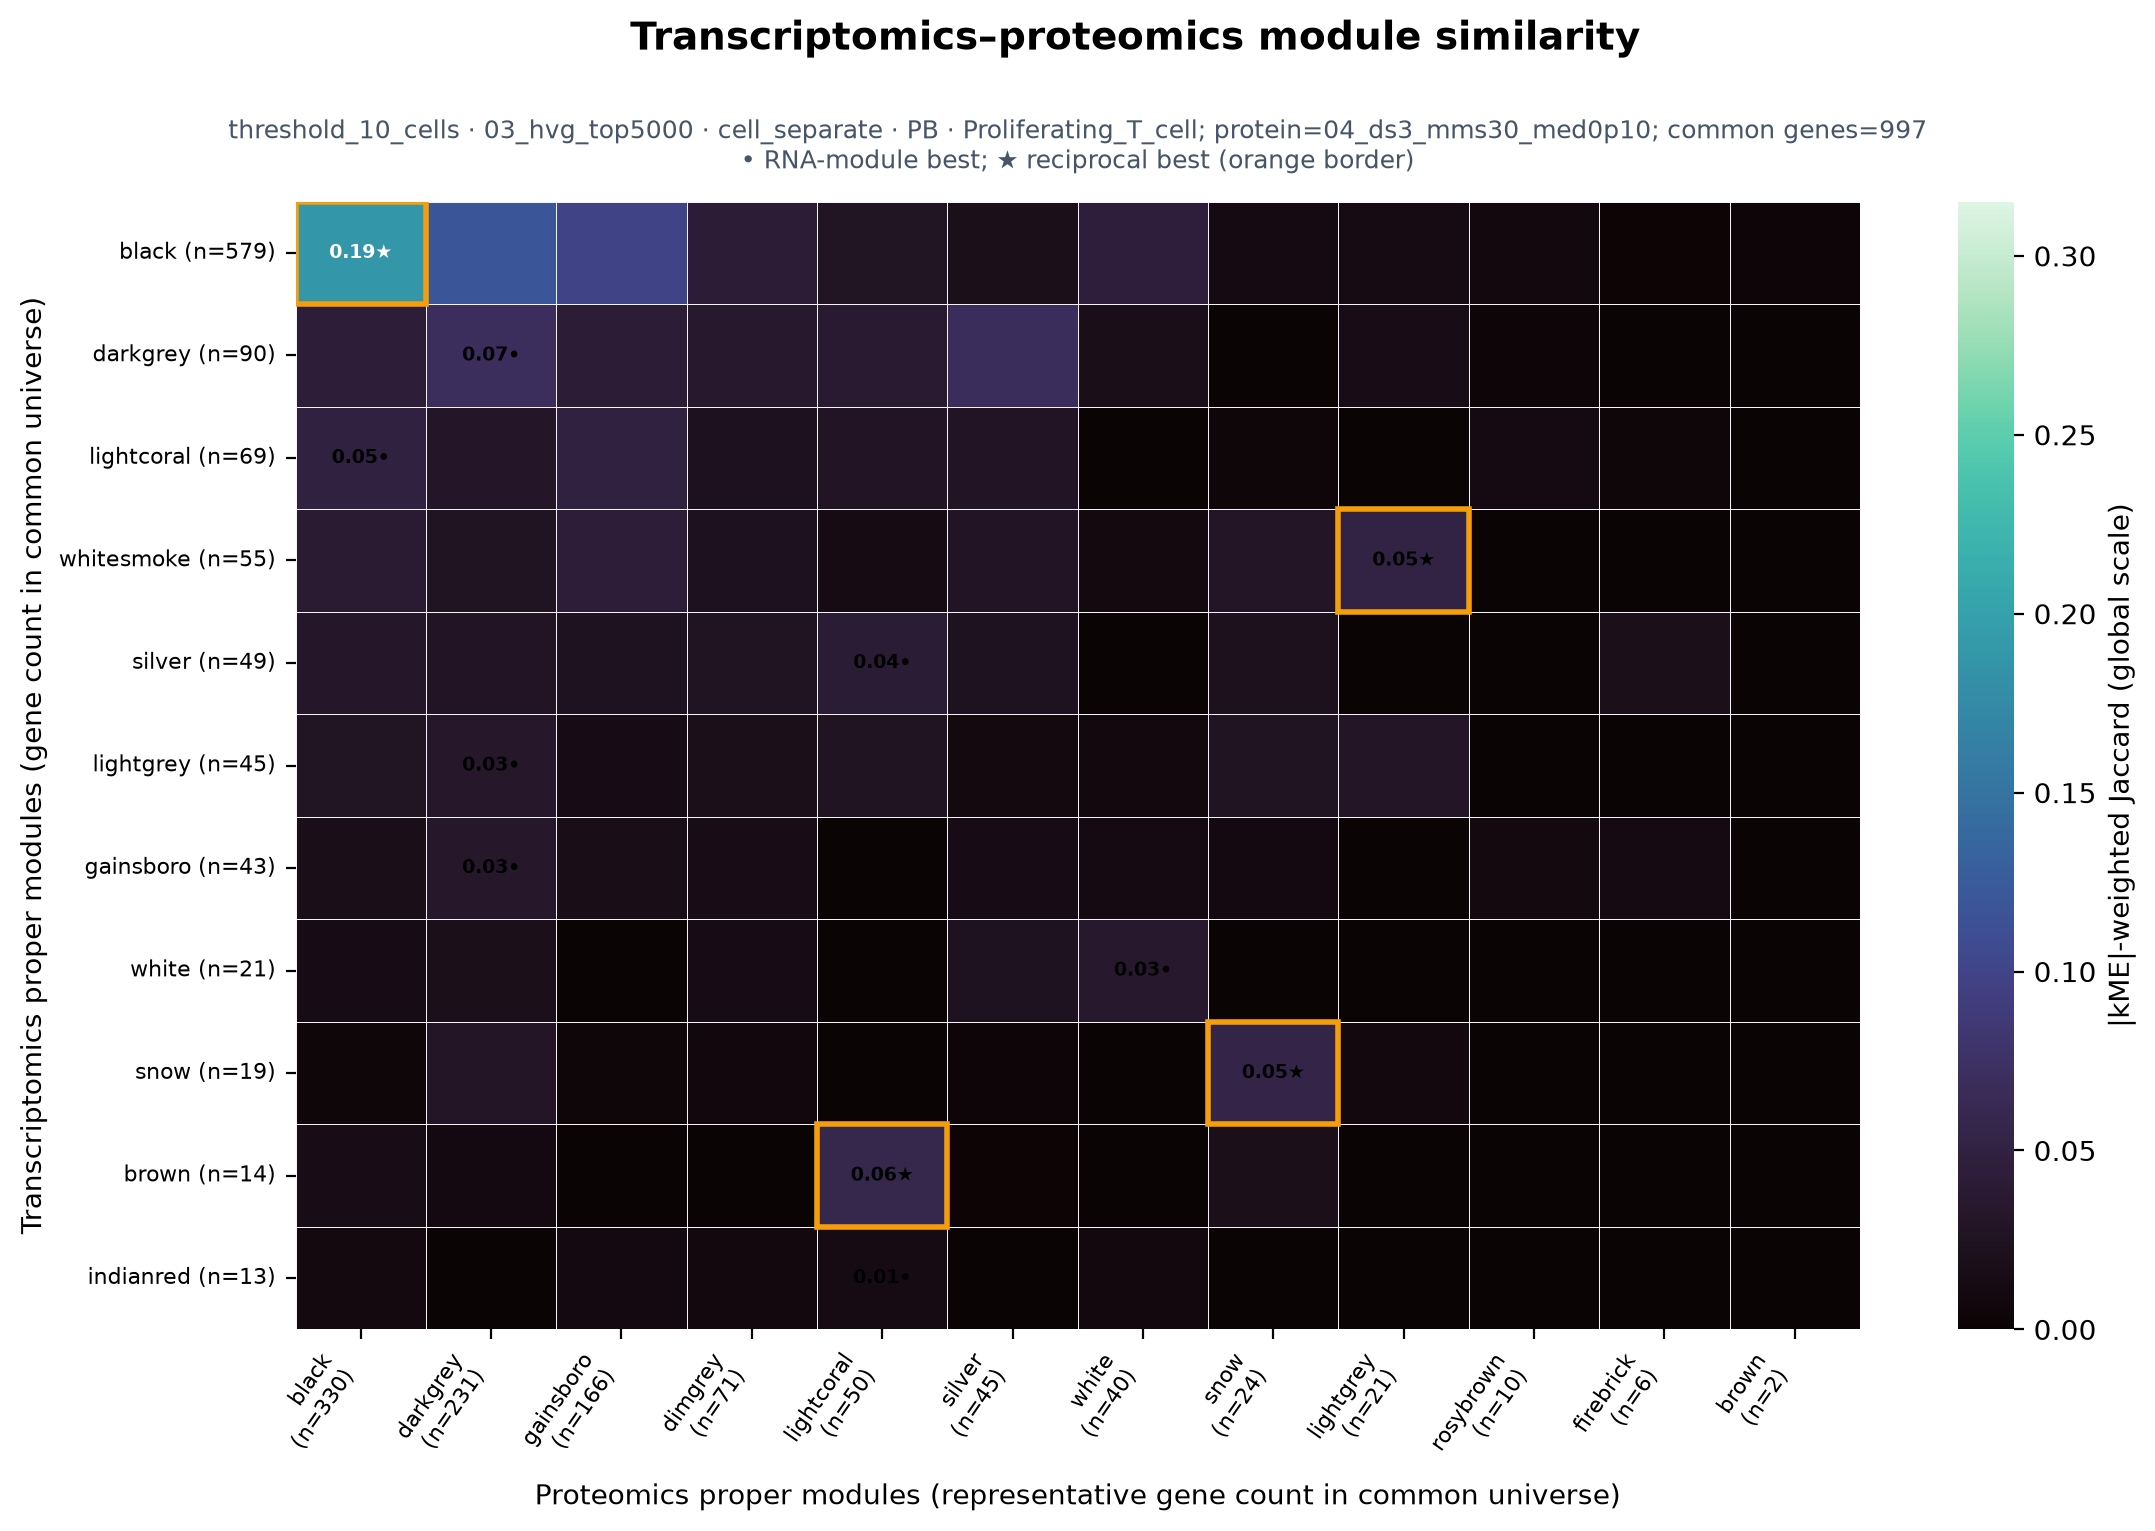 Transcriptomics–proteomics module similarity
threshold_10_cells · 03_hvg_top5000 · cell_separate · PB · Proliferating_T_cell; protein=04_ds3_mms30_med0p10; common genes=997
• RNA-module best; ★ reciprocal best (orange border)
Transcriptomics proper modules (gene count in common universe)
black (n=579)
darkgrey (n=90)
lightcoral (n=69)
whitesmoke (n=55)
silver (n=49)
lightgrey (n=45)
gainsboro (n=43)
white (n=21)
snow (n=19)
brown (n=14)
indianred (n=13)
0.19★
0.07•
0.05•
0.05★
0.04•
0.03•
0.03•
0.03•
0.05★
0.06★
0.01•
black
(n=330)
darkgrey
(n=231)
gainsboro
(n=166)
dimgrey
(n=71)
lightcoral
(n=50)
silver
(n=45)
white
(n=40)
snow
(n=24)
lightgrey
(n=21)
rosybrown
(n=10)
firebrick
(n=6)
brown
(n=2)
Proteomics proper modules (representative gene count in common universe)
0.30
0.25
0.20
0.15
0.10
0.05
0.00
|kME|-weighted Jaccard (global scale)